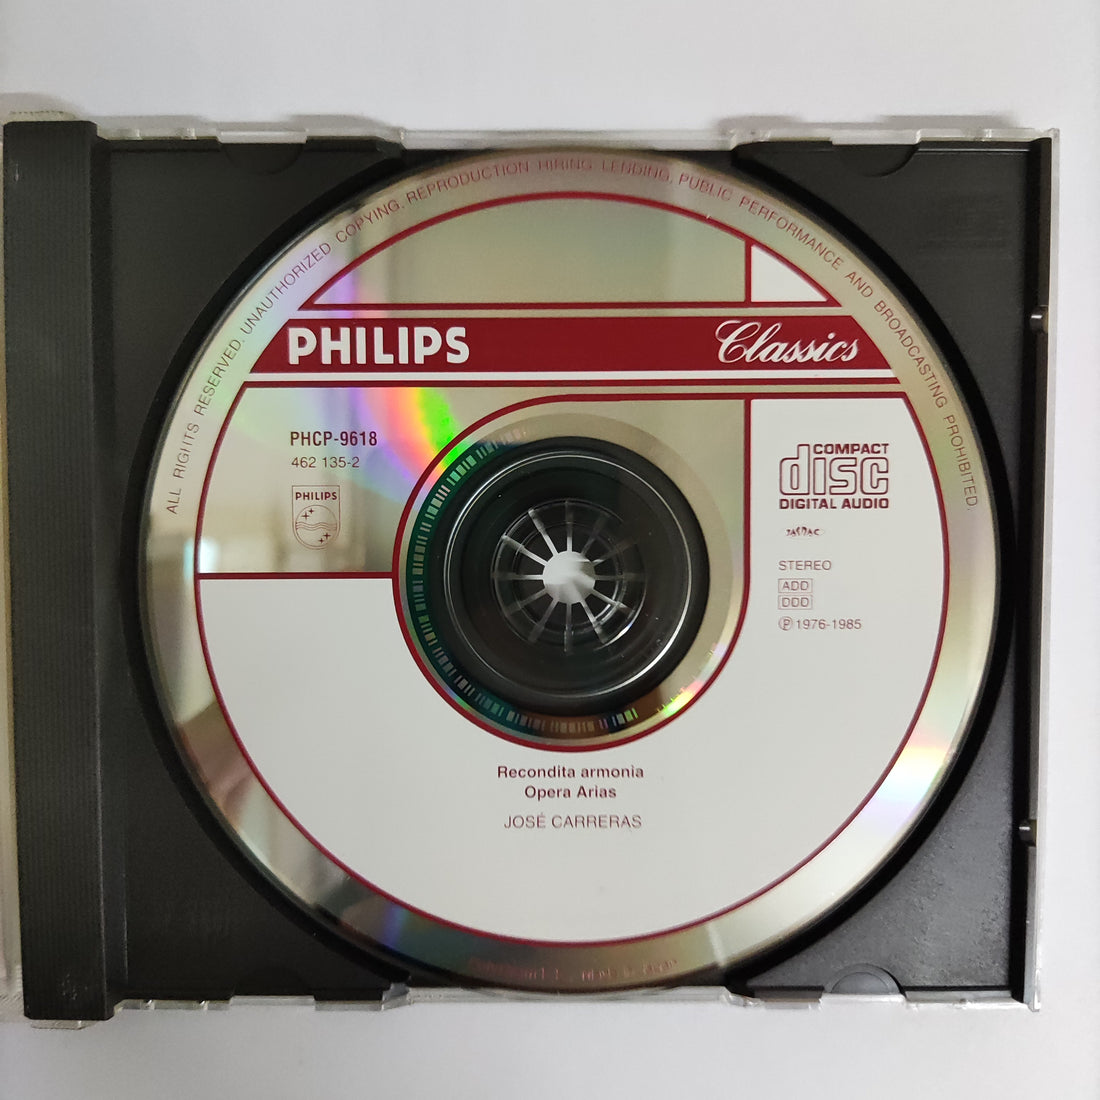 ALL RIGHTS RESERVED. UNAUTHORIZED COPYING. REPRODUCTION HIRING. LENDING. PUBLIC PERFORMANCE AND BROADCASTING PROHIBITED.
PHILIPS
Classics
PHCP-9618
462 135-2
PHILIPS
COMPACT
disc
DIGITAL AUDIO
JASRAC
STEREO
ADD
DDD
Ⓟ 1976-1985
Recondita armonia
Opera Arias
JOSÉ CARRERAS